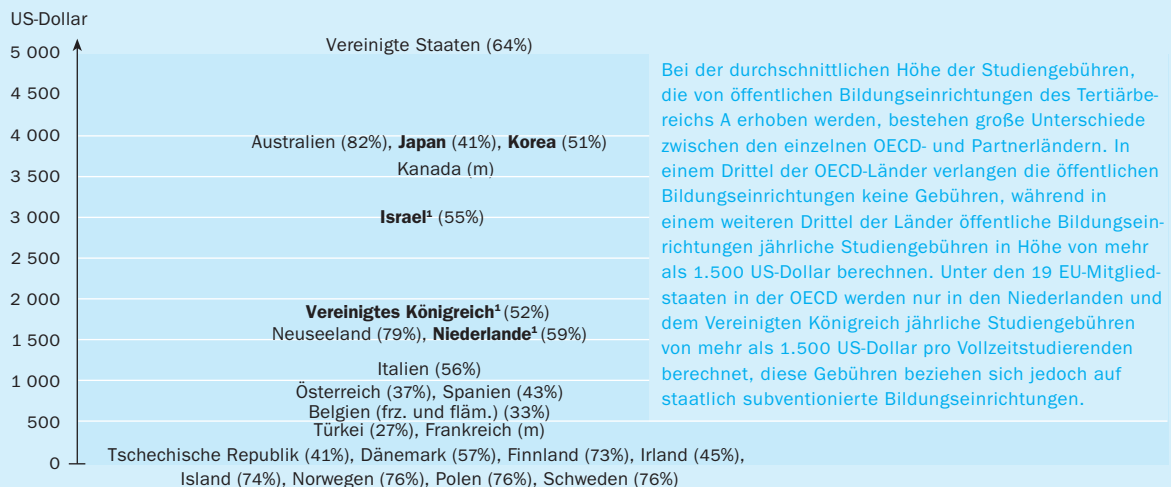 US-Dollar
5 000
4 500
4 000
3 500
3 000
2 500
2 000
1 500
1 000
500
0
Vereinigte Staaten (64%)
Australien (82%), Japan (41%), Korea (51%)
Kanada (m)
Israel¹ (55%)
Vereinigtes Königreich¹ (52%)
Neuseeland (79%), Niederlande¹ (59%)
Italien (56%)
Österreich (37%), Spanien (43%)
Belgien (frz. und fläm.) (33%)
Türkei (27%), Frankreich (m)
Tschechische Republik (41%), Dänemark (57%), Finnland (73%), Irland (45%),
Island (74%), Norwegen (76%), Polen (76%), Schweden (76%)
Bei der durchschnittlichen Höhe der Studiengebühren,
die von öffentlichen Bildungseinrichtungen des Tertiärbe-
reichs A erhoben werden, bestehen große Unterschiede
zwischen den einzelnen OECD- und Partnerländern. In
einem Drittel der OECD-Länder verlangen die öffentlichen
Bildungseinrichtungen keine Gebühren, während in
einem weiteren Drittel der Länder öffentliche Bildungsein-
richtungen jährliche Studiengebühren in Höhe von mehr
als 1.500 US-Dollar berechnen. Unter den 19 EU-Mitglied-
staaten in der OECD werden nur in den Niederlanden und
dem Vereinigten Königreich jährliche Studiengebühren
von mehr als 1.500 US-Dollar pro Vollzeitstudierenden
berechnet, diese Gebühren beziehen sich jedoch auf
staatlich subventionierte Bildungseinrichtungen.